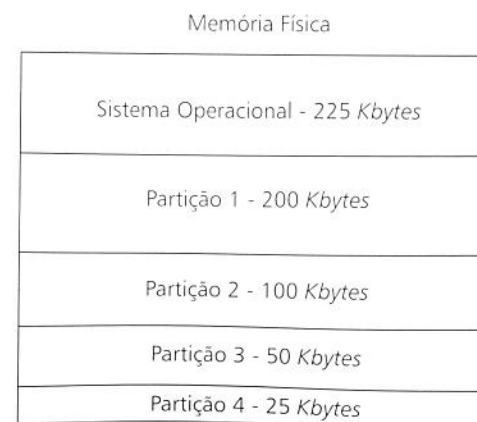 Memória Física
Sistema Operacional - 225 Kbytes
Partição 1 - 200 Kbytes
Partição 2 - 100 Kbytes
Partição 3 - 50 Kbytes
Partição 4 - 25 Kbytes